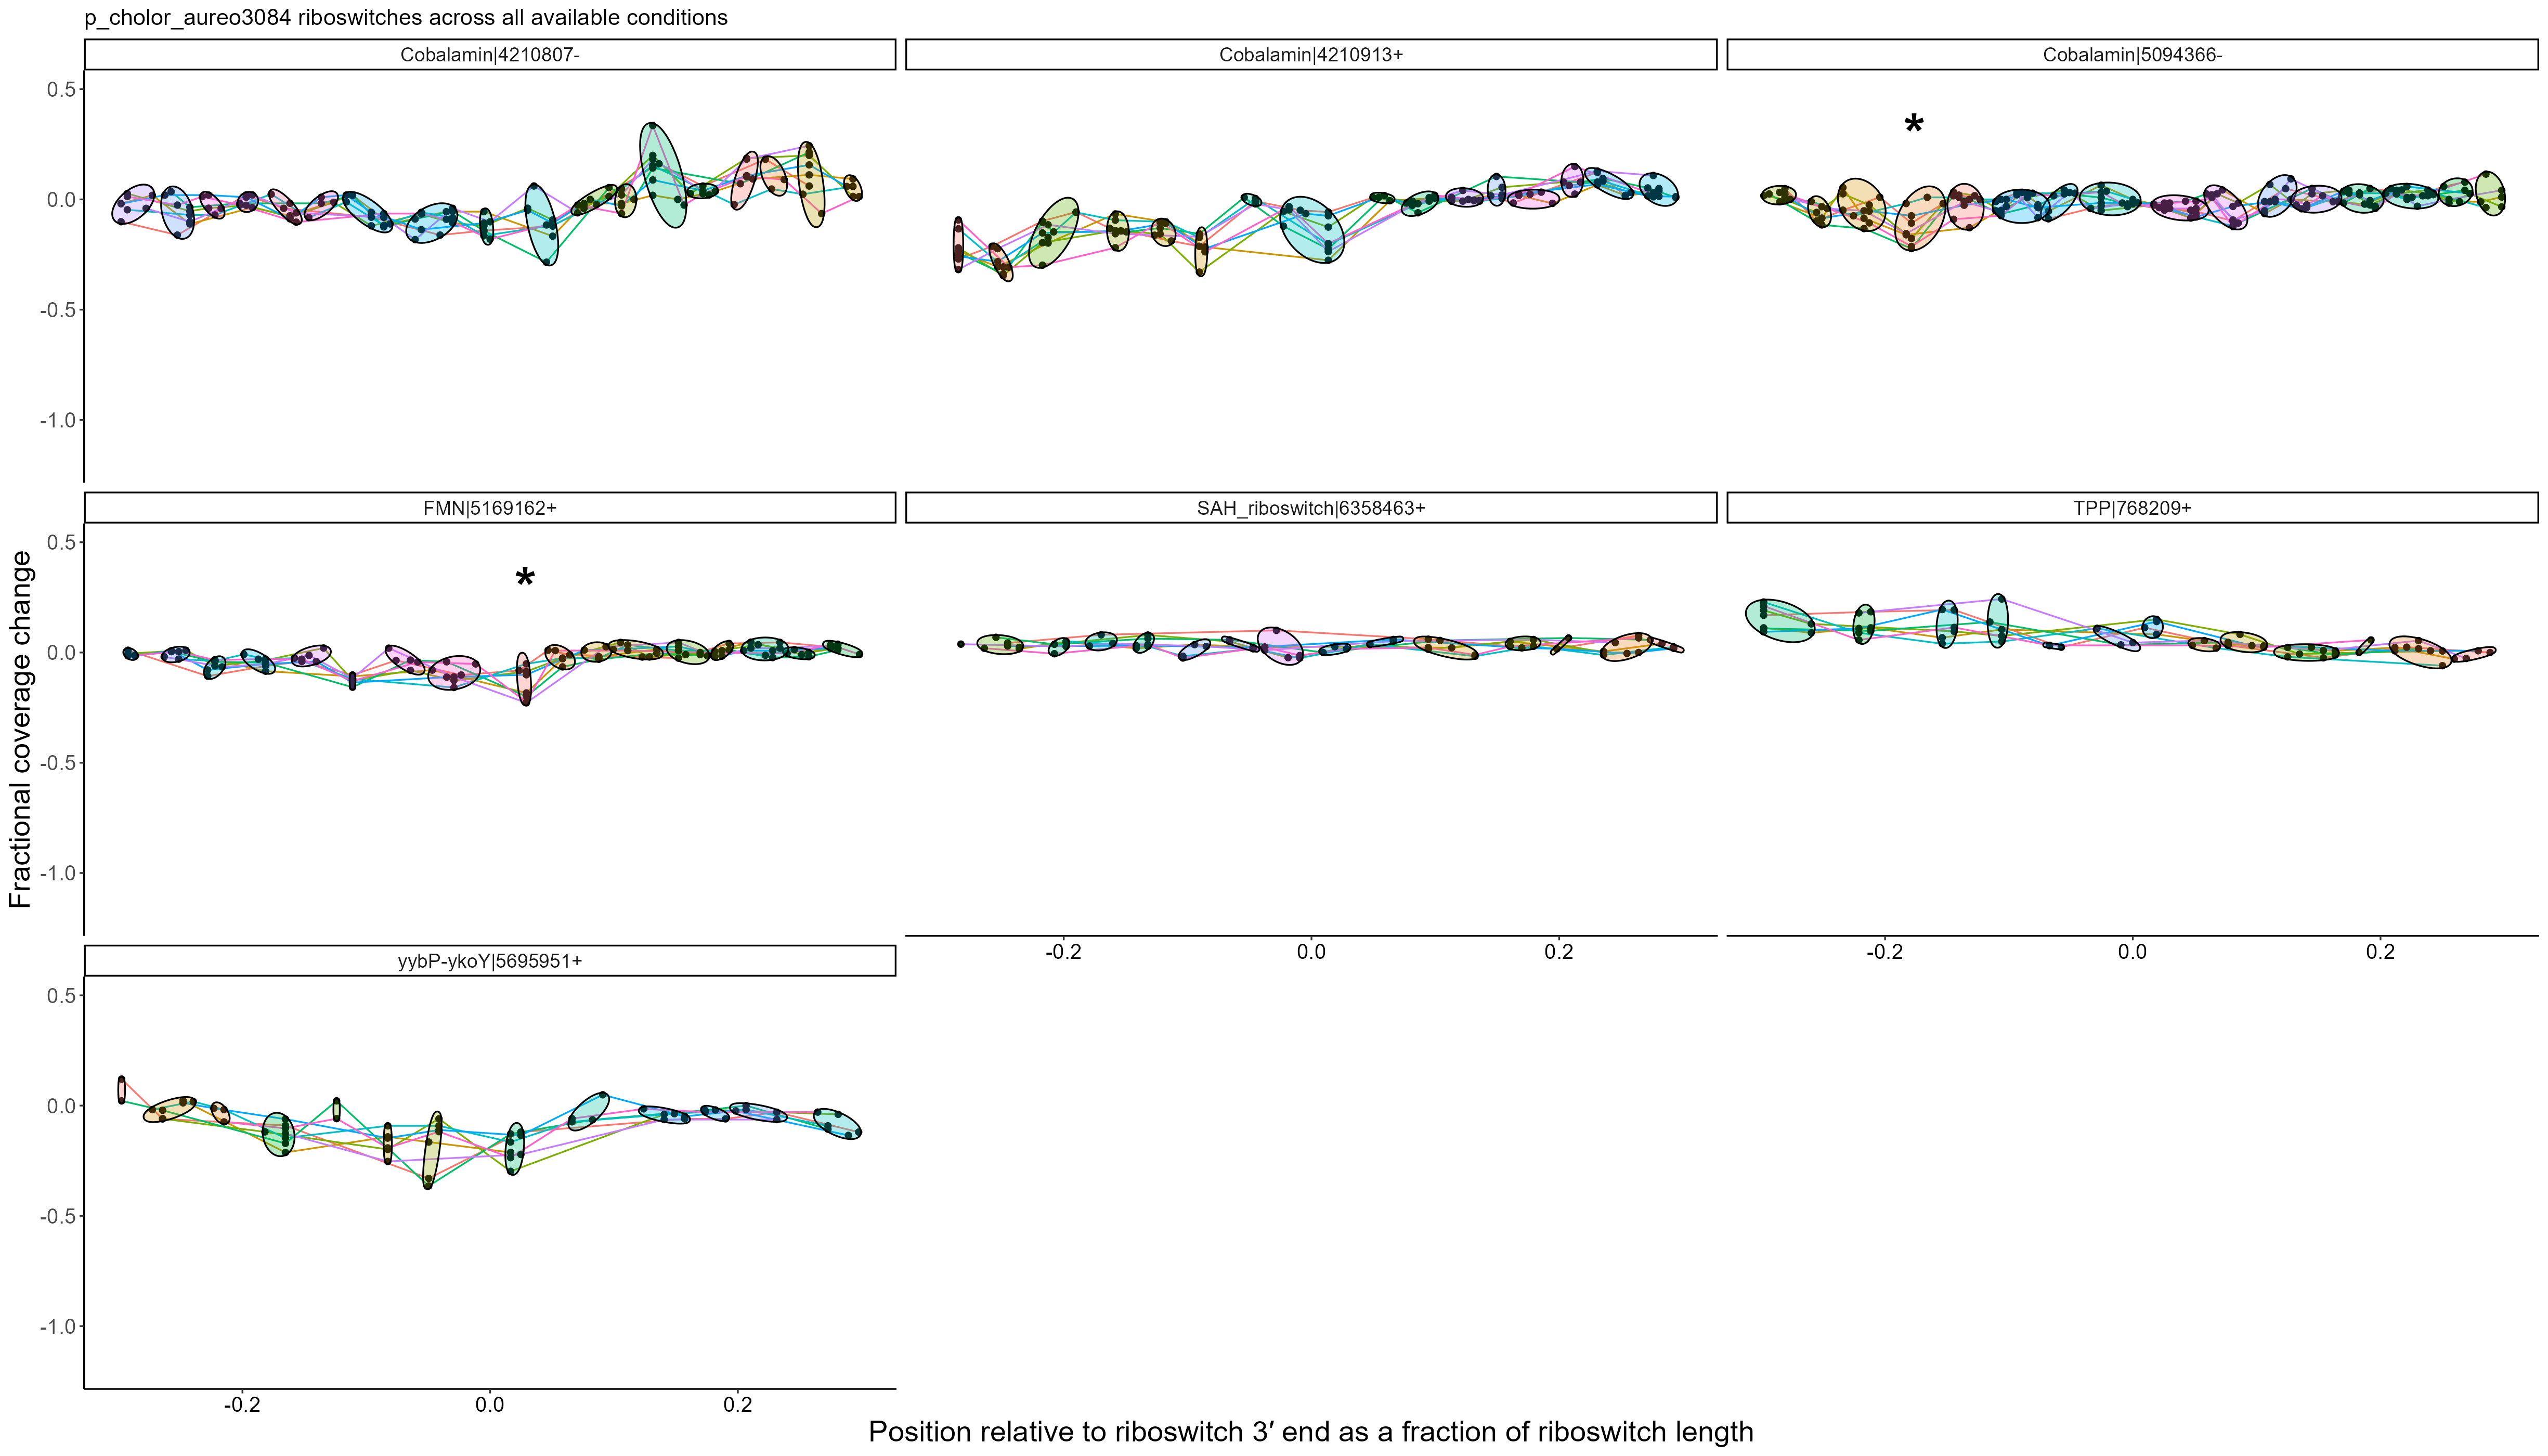 p_cholor_aureo3084 riboswitches across all available conditions
Cobalamin|4210807-
Cobalamin|4210913+
Cobalamin|5094366-
0.5
0.0
-0.5
-1.0
*
FMN|5169162+
SAH_riboswitch|6358463+
TPP|768209+
0.5
0.0
-0.5
-1.0
*
-0.2
0.0
0.2
-0.2
0.0
0.2
yybP-ykoY|5695951+
0.5
0.0
-0.5
-1.0
-0.2
0.0
0.2
Fractional coverage change
Position relative to riboswitch 3′ end as a fraction of riboswitch length